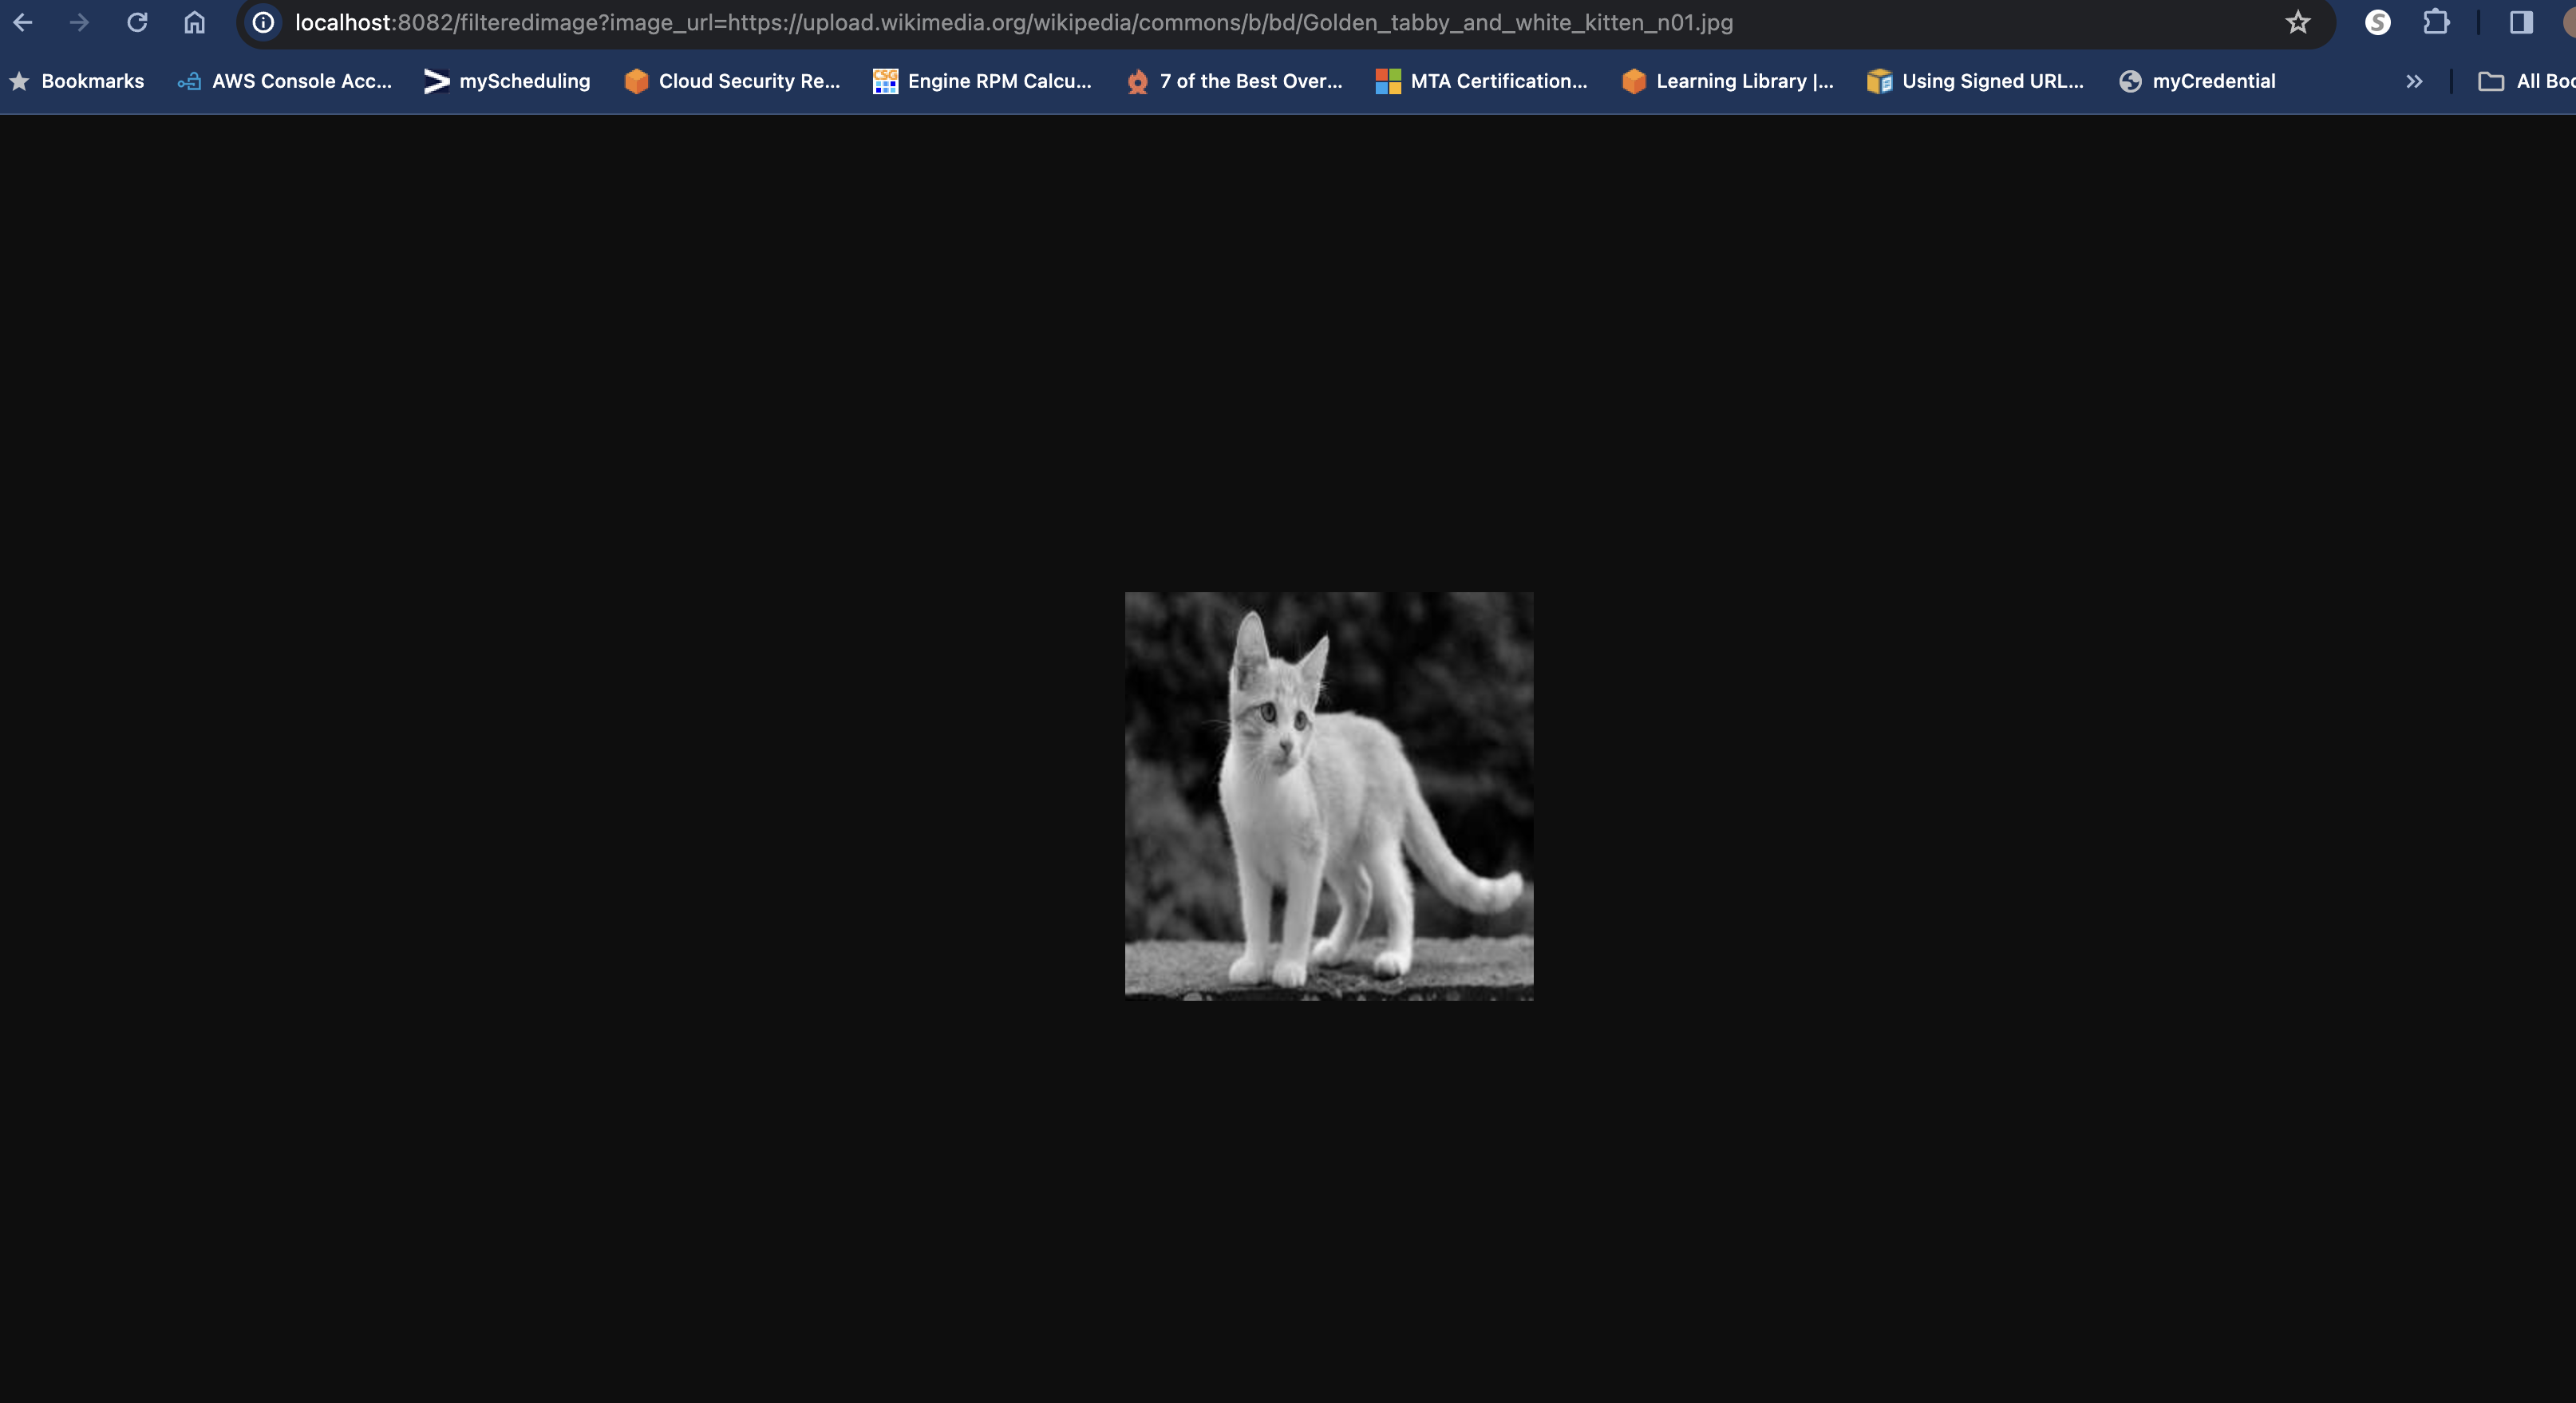 localhost:8082/filteredimage?image_url=https://upload.wikimedia.org/wikipedia/commons/b/bd/Golden_tabby_and_white_kitten_n01.jpg
Bookmarks AWS Console Acc... myScheduling Cloud Security Re... CSG Engine RPM Calcu... 7 of the Best Over... MTA Certification... Learning Library |... Using Signed URL... myCredential All Boo